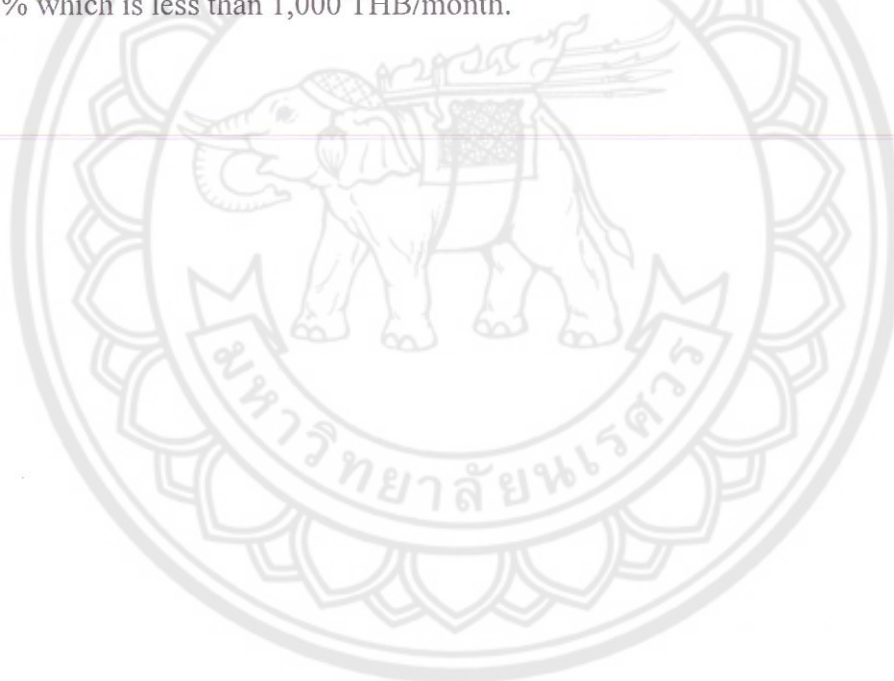 % which is less than 1,000 THB/month.
มหาวิทยาลัยนเรศวร